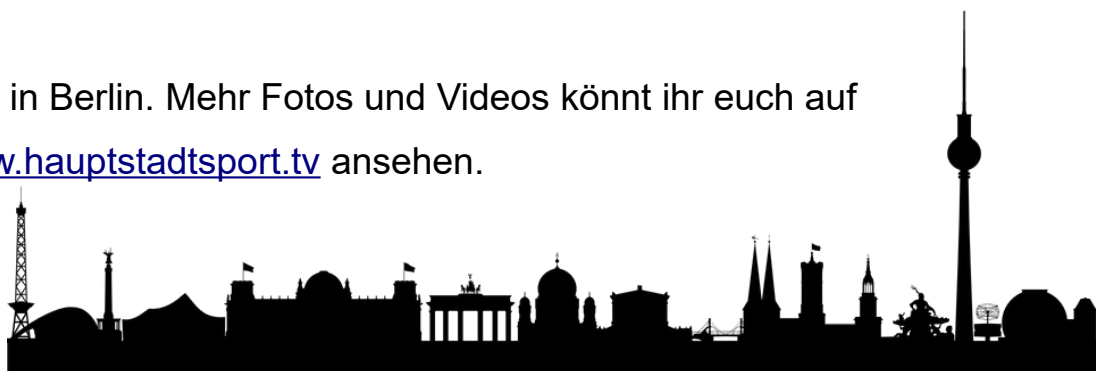 in Berlin. Mehr Fotos und Videos könnt ihr euch auf
w.hauptstadtsport.tv ansehen.